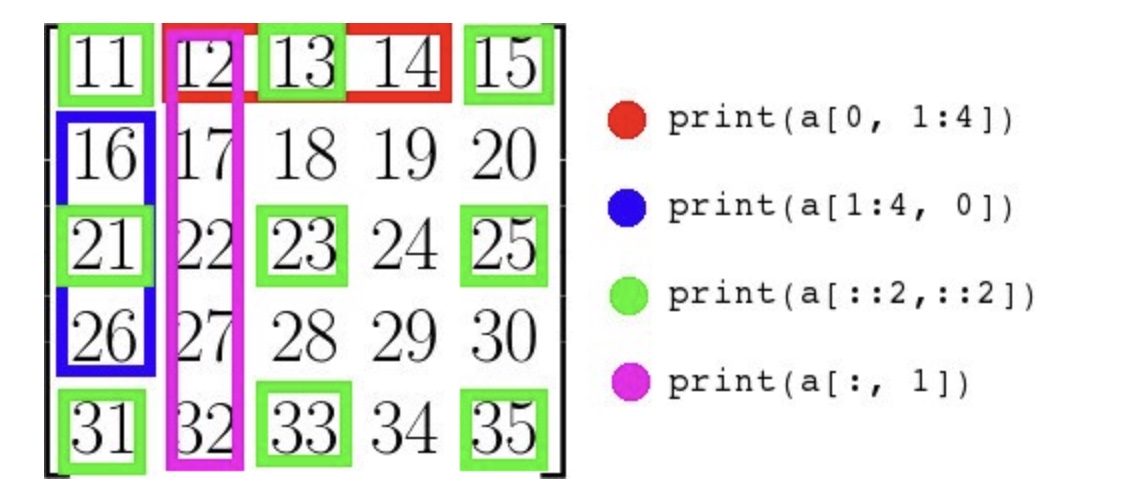 11 12 13 14 15
16 17 18 19 20
21 22 23 24 25
26 27 28 29 30
31 32 33 34 35
print(a[0, 1:4])
print(a[1:4, 0])
print(a[::2,::2])
print(a[:, 1])